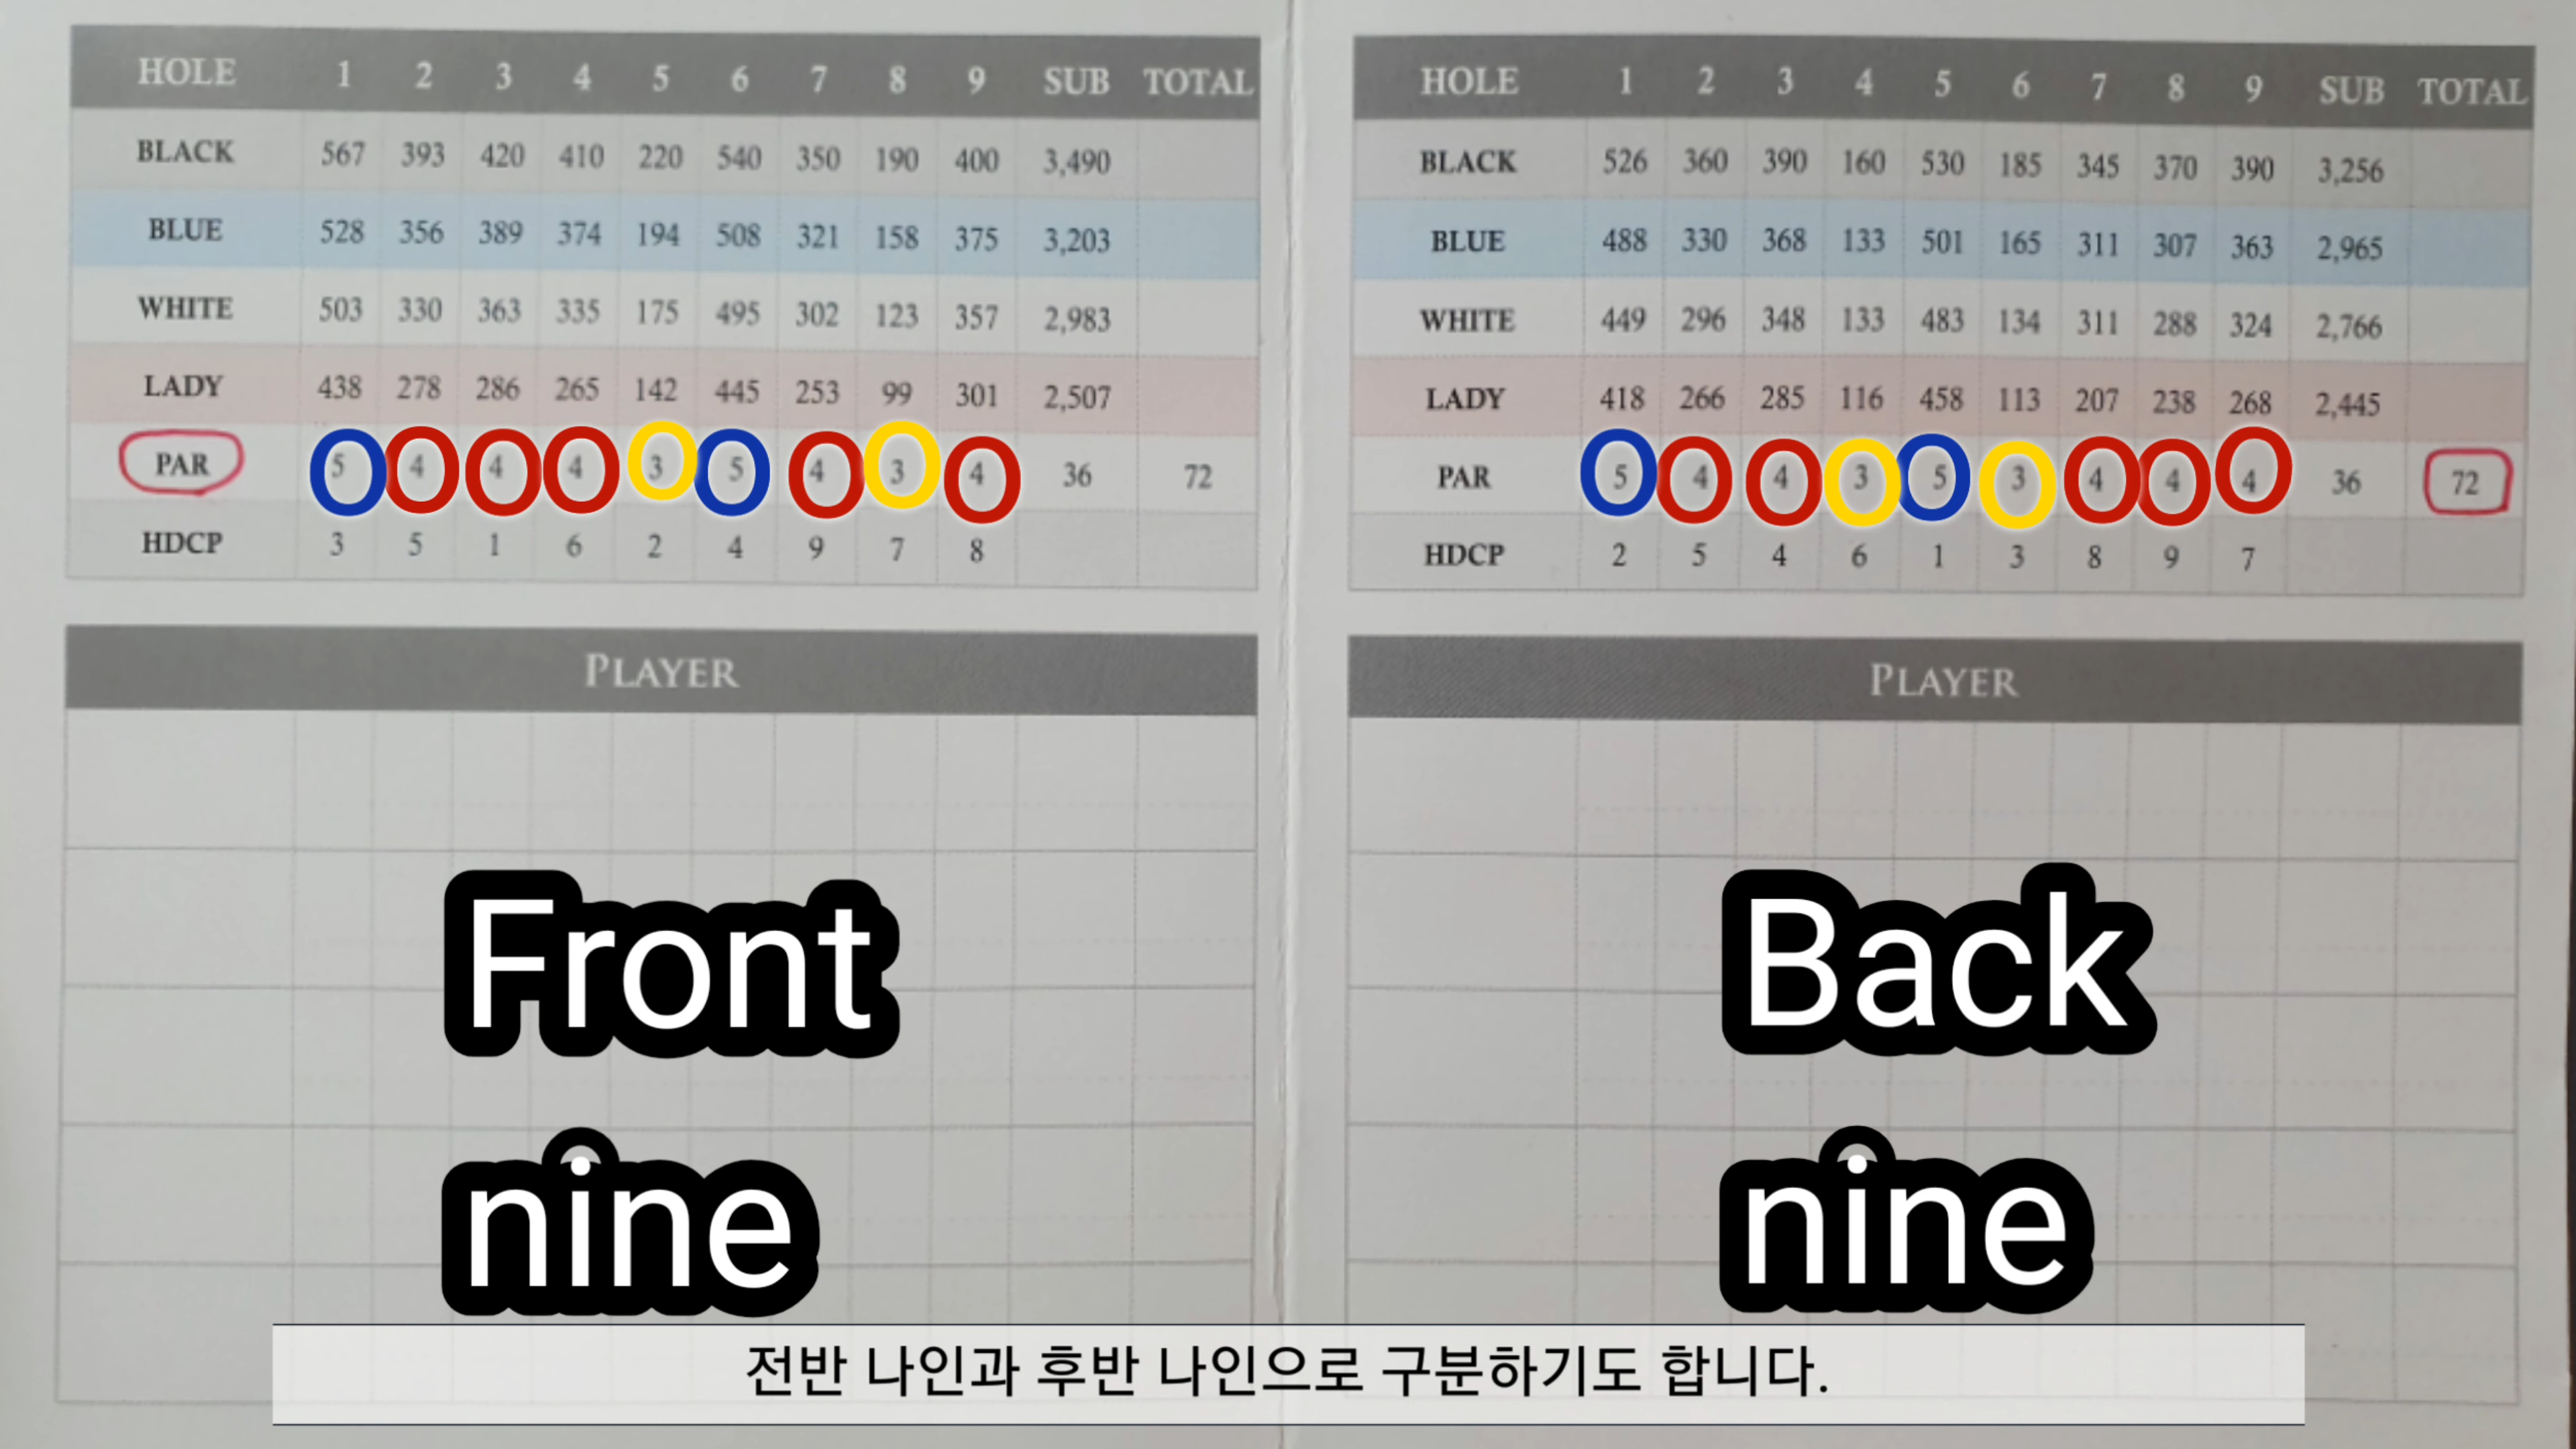 HOLE 1 2 3 4 5 6 7 8 9 SUB TOTAL
BLACK 567 393 420 410 220 540 350 190 400 3,490
BLUE 528 356 389 374 194 508 321 158 375 3,203
WHITE 503 330 363 335 175 495 302 123 357 2,983
LADY 438 278 286 265 142 445 253 99 301 2,507
PAR 5 4 4 4 3 5 4 3 4 36 72
HDCP 3 5 1 6 2 4 9 7 8
PLAYER
Front
nine
HOLE 1 2 3 4 5 6 7 8 9 SUB TOTAL
BLACK 526 360 390 160 530 185 345 370 390 3,256
BLUE 488 330 368 133 501 165 311 307 363 2,965
WHITE 449 296 348 133 483 134 311 288 324 2,766
LADY 418 266 285 116 458 113 207 238 268 2,445
PAR 5 4 4 3 5 3 4 4 4 36 72
HDCP 2 5 4 6 1 3 8 9 7
PLAYER
Back
nine
전반 나인과 후반 나인으로 구분하기도 합니다.